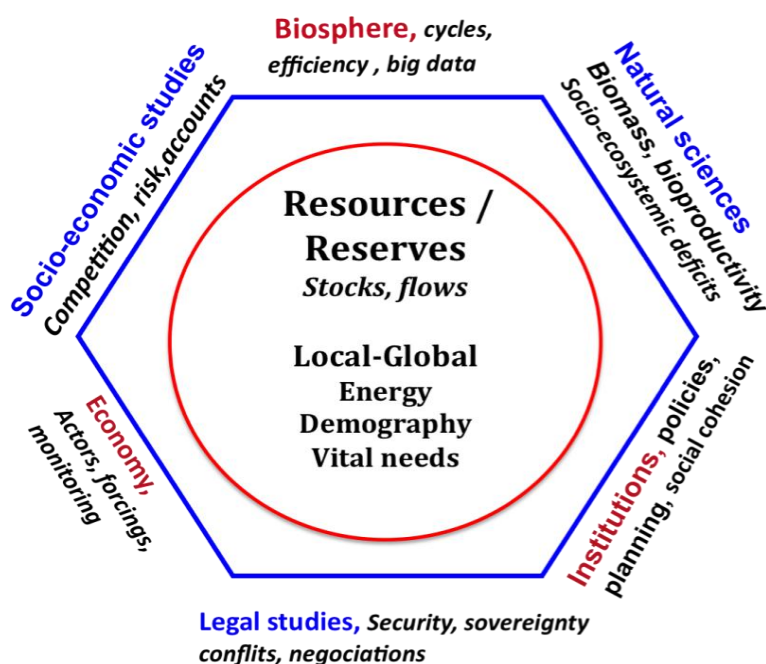 Biosphere, cycles,
efficiency , big data
Socio-economic studies
Competition, risk,accounts
Natural sciences
Biomass, bioproductivity
Socio-ecosystemic deficits
Resources /
Reserves
Stocks, flows
Local-Global
Energy
Demography
Vital needs
Economy,
Actors, forcings,
monitoring
Institutions, policies,
planning, social cohesion
Legal studies, Security, sovereignty
conflits, negociations